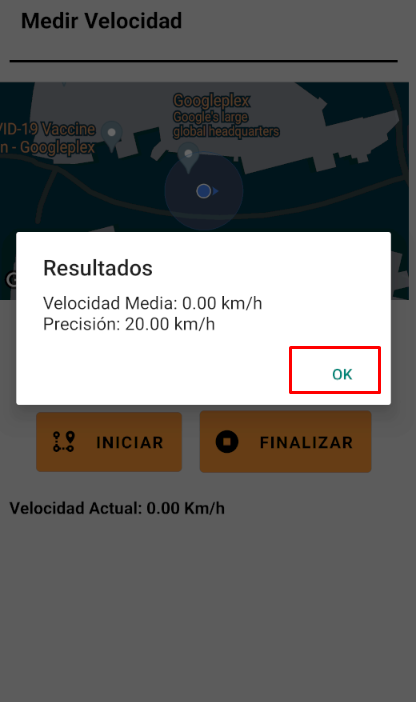 Medir Velocidad
Googleplex
Google's large
global headquarters
VID-19 Vaccine
n - Googleplex
G
Resultados
Velocidad Media: 0.00 km/h
Precisión: 20.00 km/h
OK
INICIAR
FINALIZAR
Velocidad Actual: 0.00 Km/h